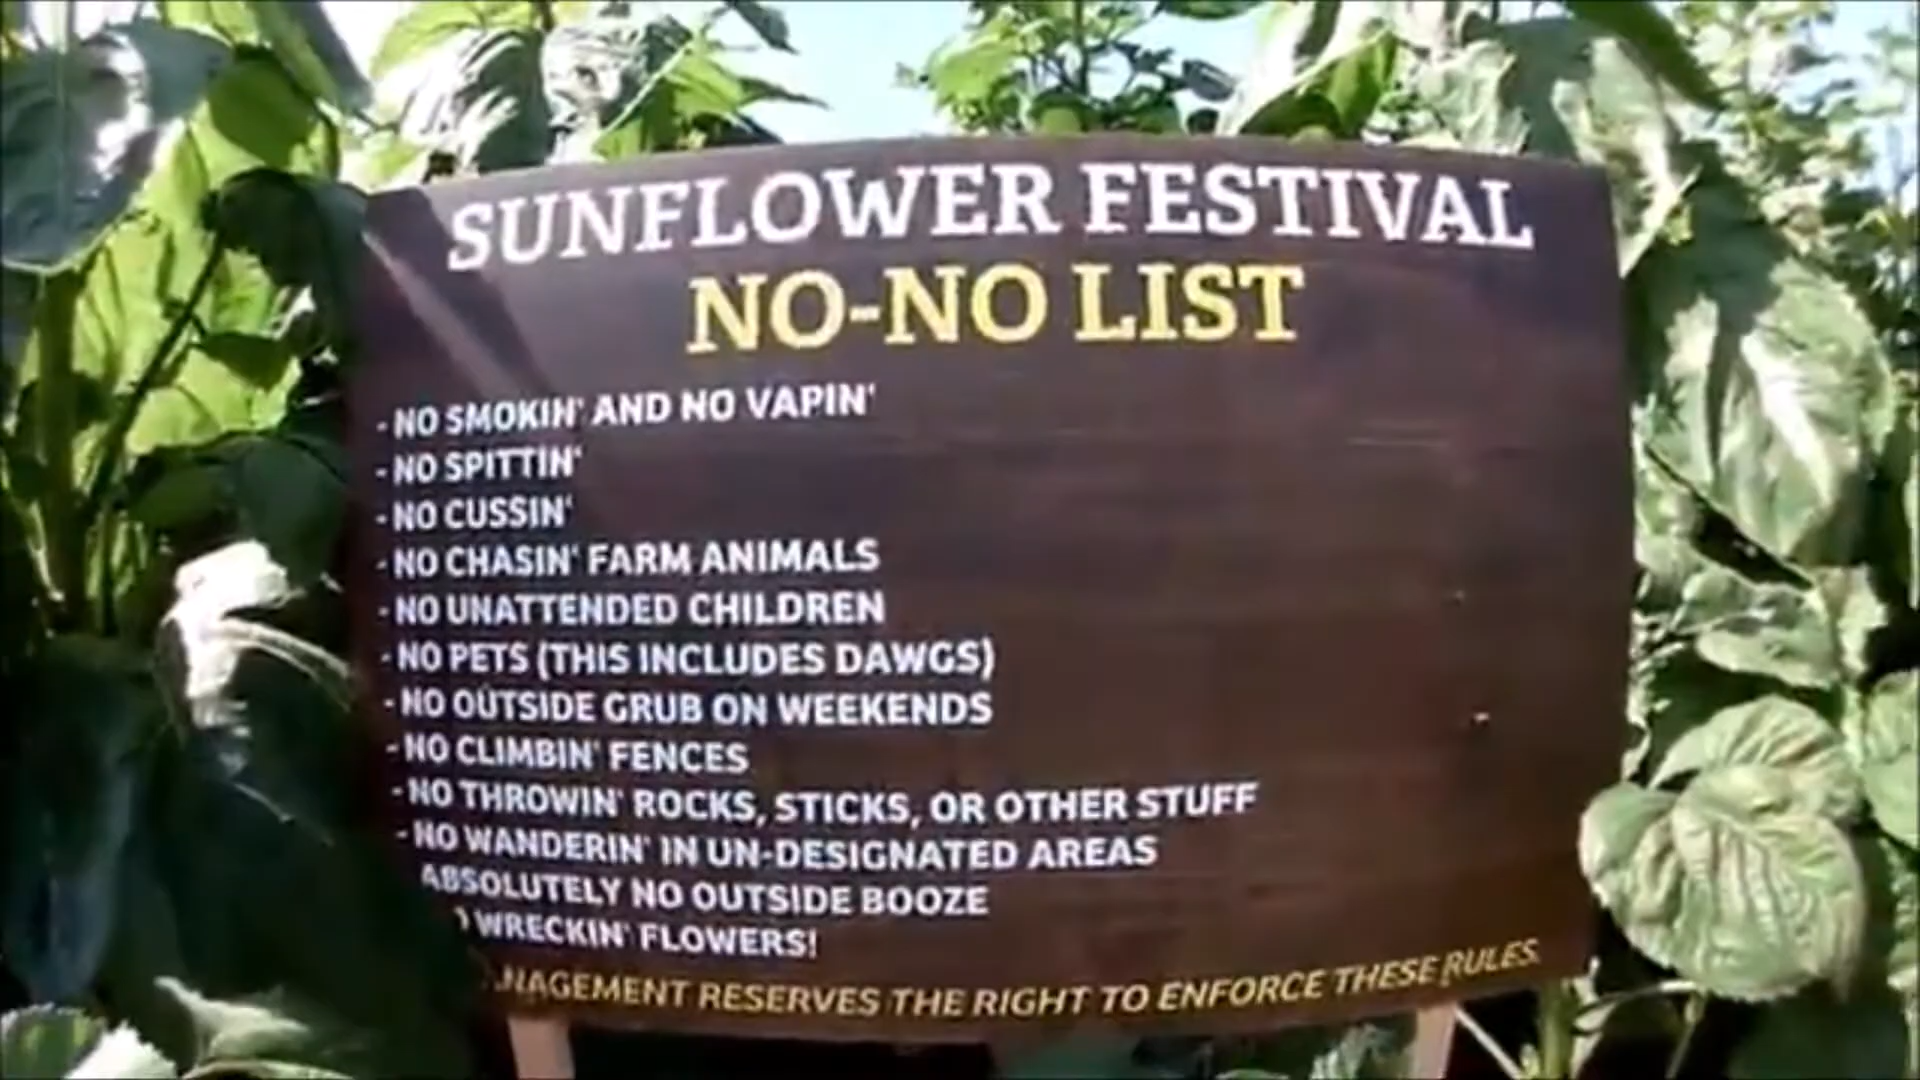 SUNFLOWER FESTIVAL
NO-NO LIST
- NO SMOKIN' AND NO VAPIN'
- NO SPITTIN'
- NO CUSSIN'
- NO CHASIN' FARM ANIMALS
- NO UNATTENDED CHILDREN
- NO PETS (THIS INCLUDES DAWGS)
- NO OUTSIDE GRUB ON WEEKENDS
- NO CLIMBIN' FENCES
- NO THROWIN' ROCKS, STICKS, OR OTHER STUFF
- NO WANDERIN' IN UN-DESIGNATED AREAS
ABSOLUTELY NO OUTSIDE BOOZE
WRECKIN' FLOWERS!
RESERVES THE RIGHT TO ENFORCE THESE RULES.